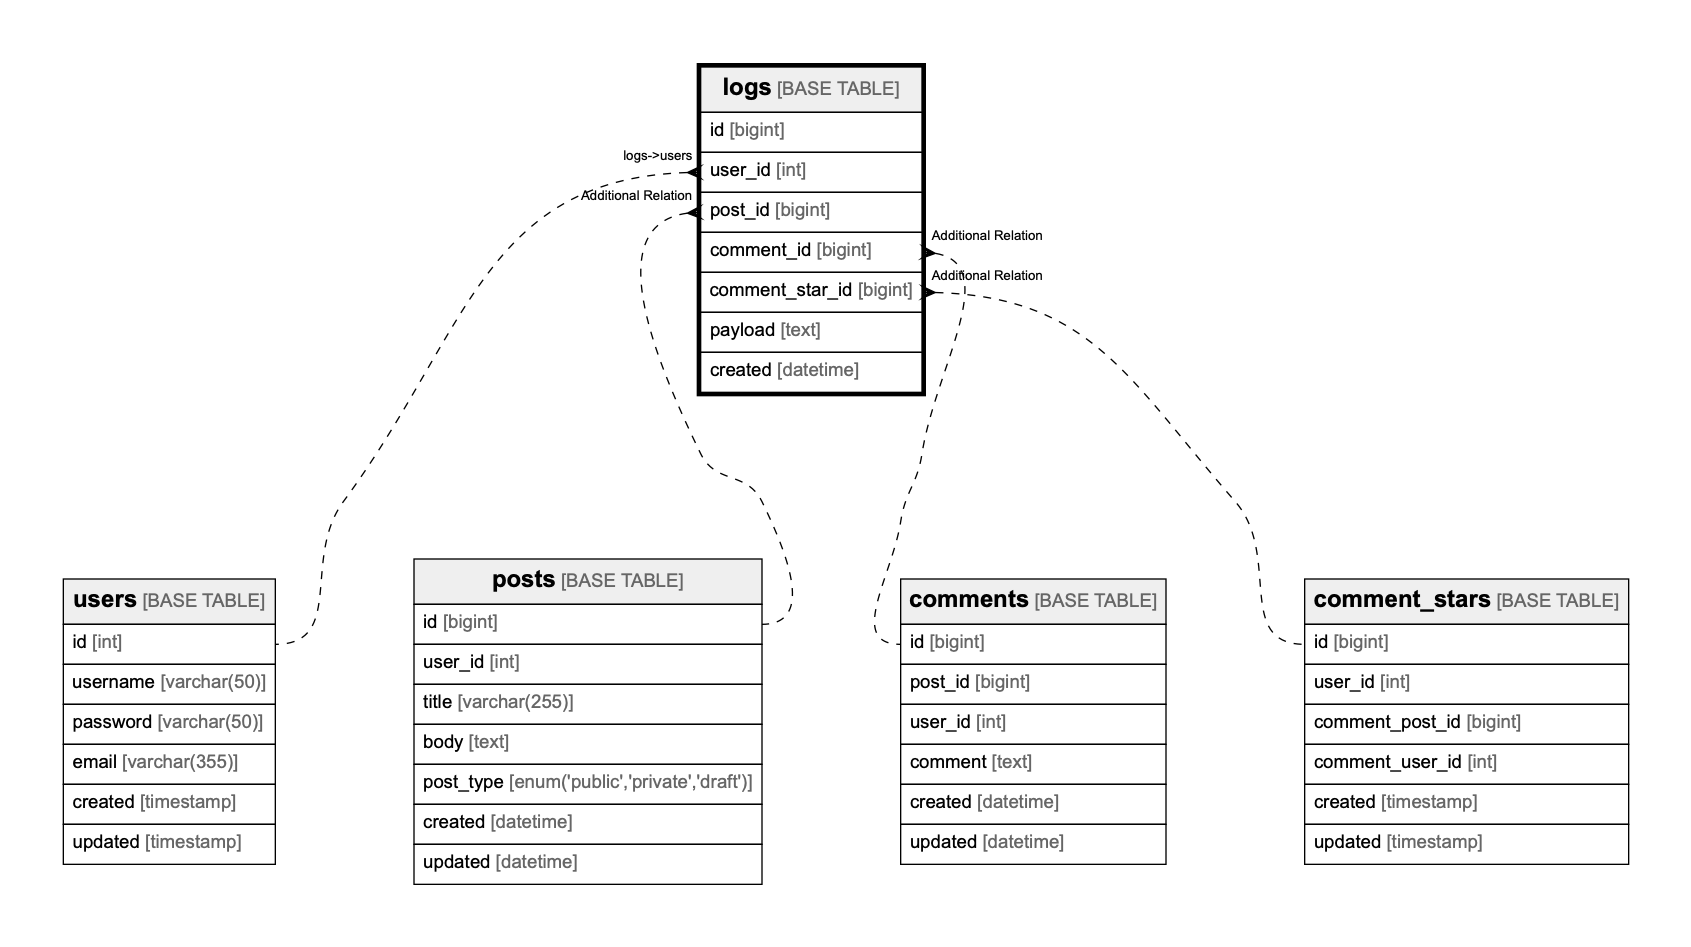 logs [BASE TABLE]
id [bigint]
logs->users
user_id [int]
Additional Relation
post_id [bigint]
Additional Relation
comment_id [bigint]
Additional Relation
comment_star_id [bigint]
payload [text]
created [datetime]
users [BASE TABLE]
id [int]
username [varchar(50)]
password [varchar(50)]
email [varchar(355)]
created [timestamp]
updated [timestamp]
posts [BASE TABLE]
id [bigint]
user_id [int]
title [varchar(255)]
body [text]
post_type [enum('public','private','draft')]
created [datetime]
updated [datetime]
comments [BASE TABLE]
id [bigint]
post_id [bigint]
user_id [int]
comment [text]
created [datetime]
updated [datetime]
comment_stars [BASE TABLE]
id [bigint]
user_id [int]
comment_post_id [bigint]
comment_user_id [int]
created [timestamp]
updated [timestamp]